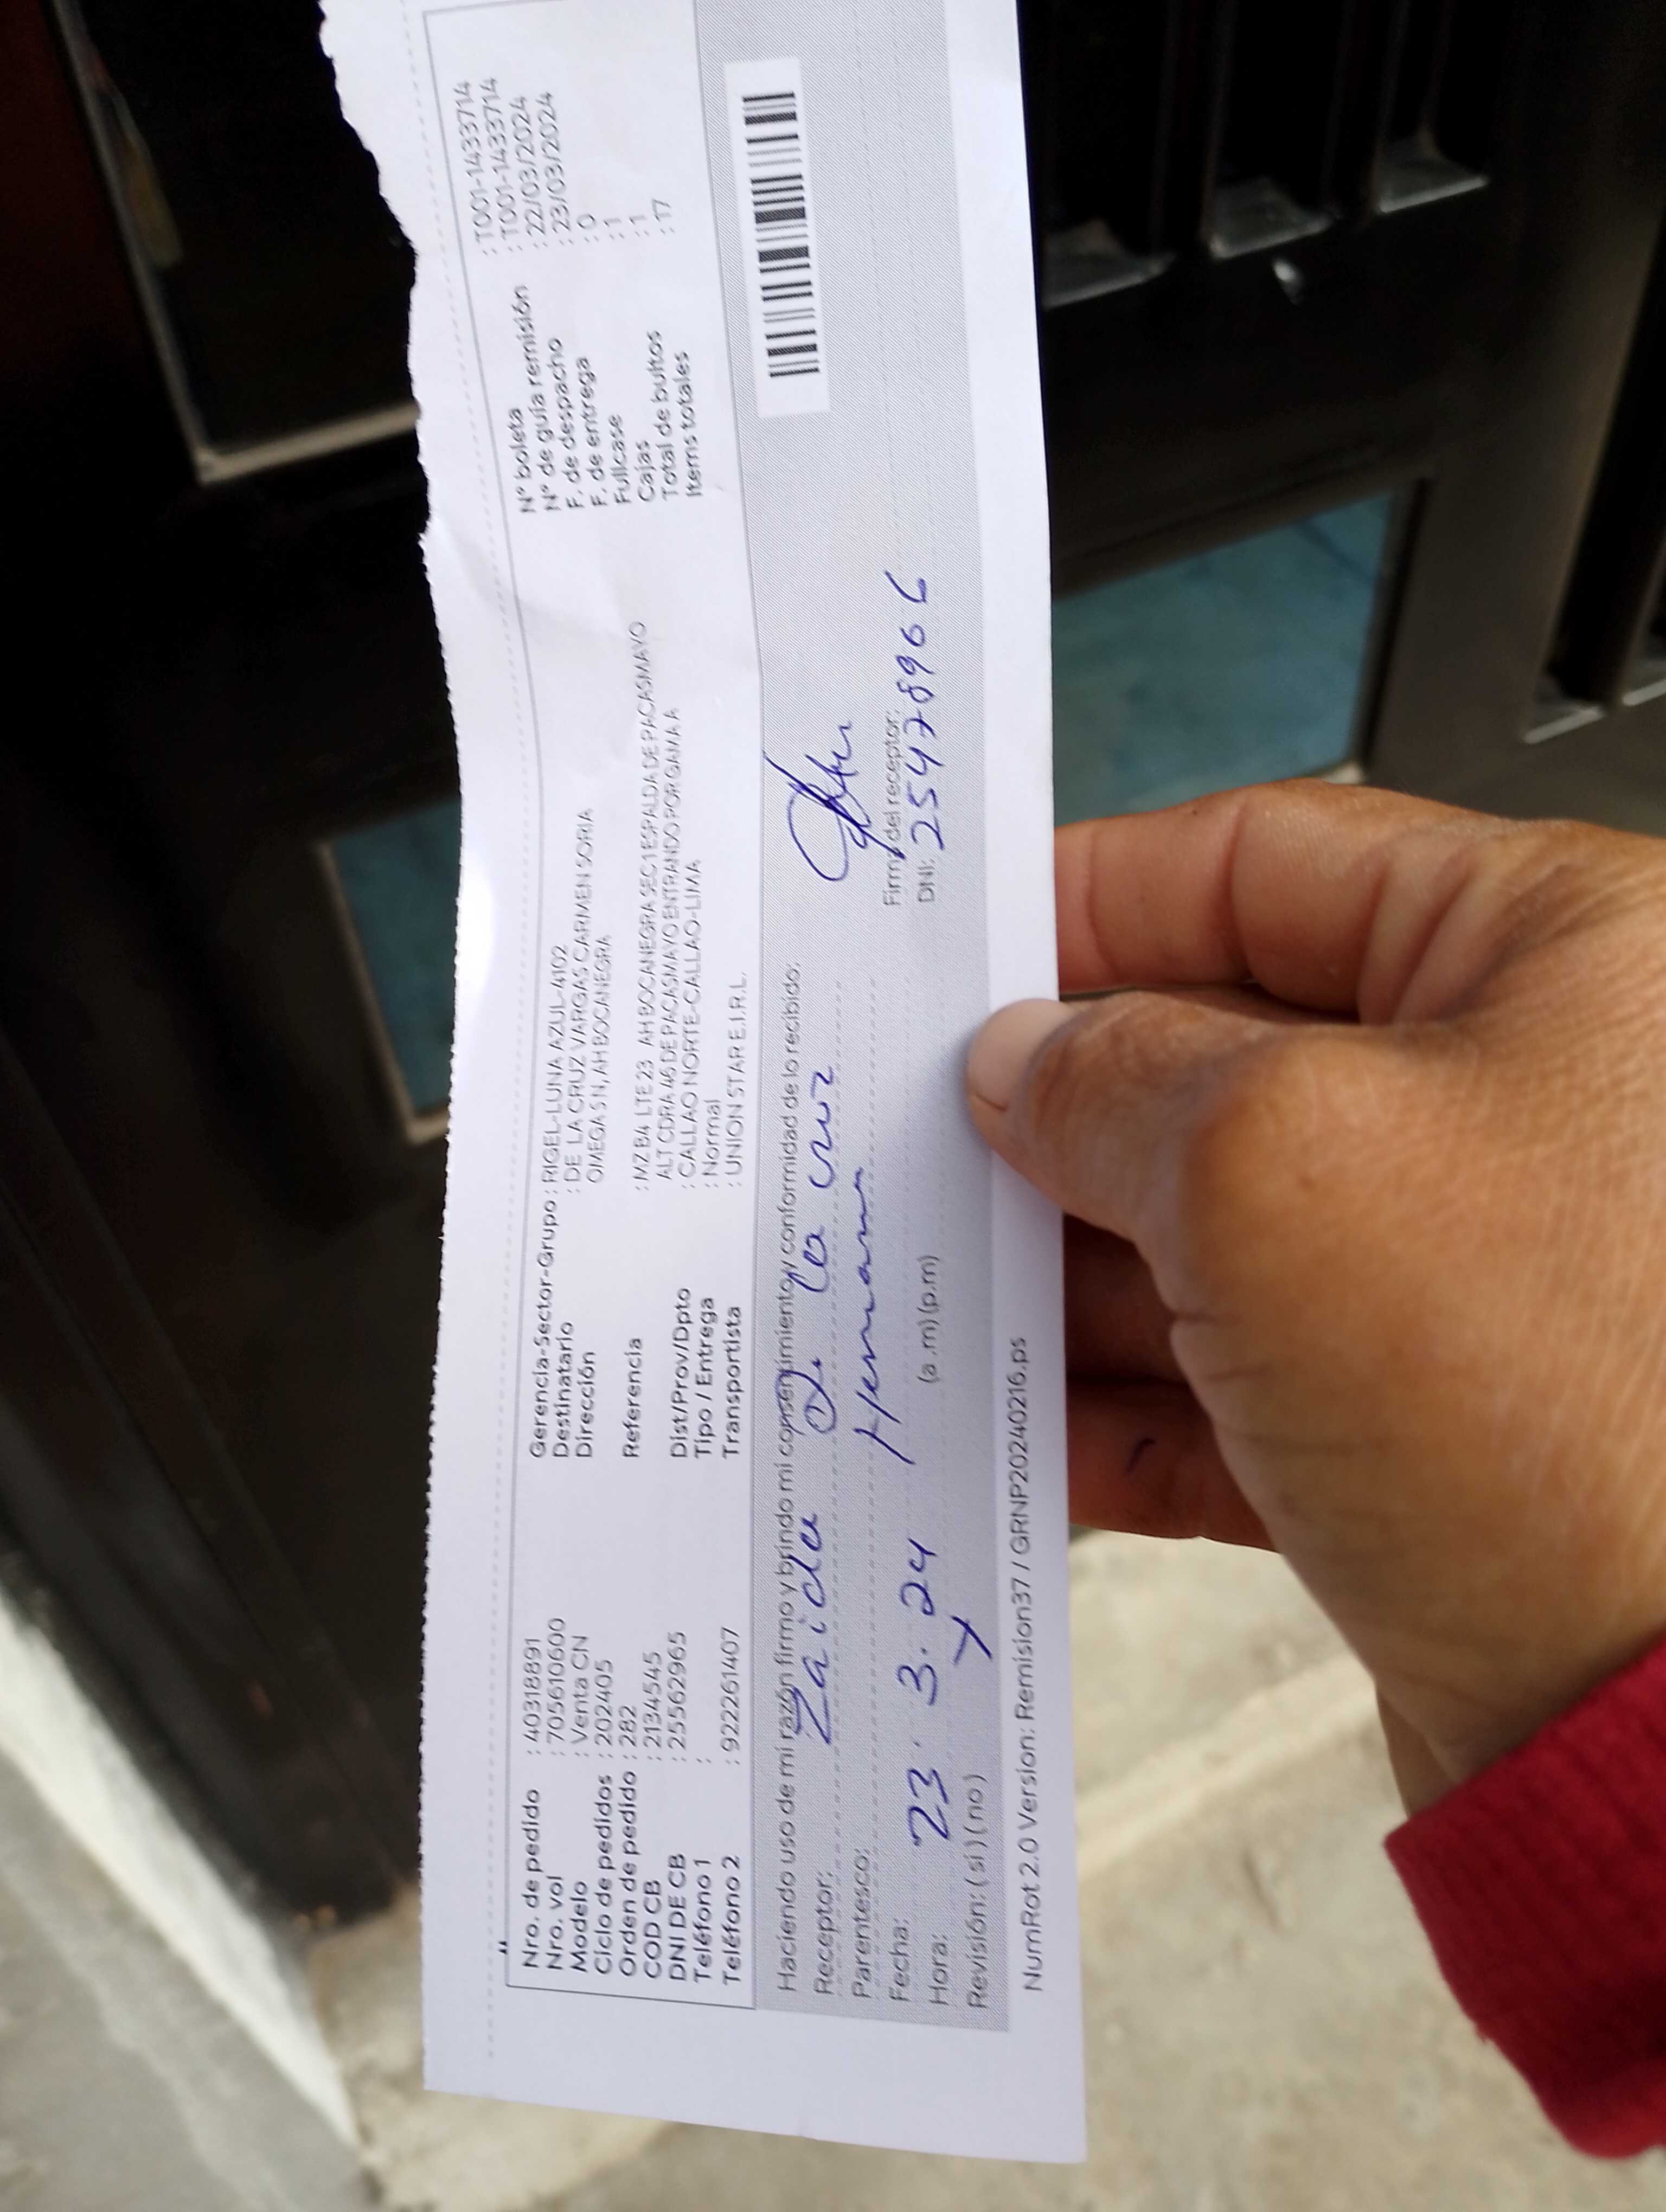 Nro. de pedido : 40318891
Nro. vol : 705610600
Modelo : Venta CN
Ciclo de pedidos : 202405
Orden de pedido : 282
COD CB : 2134545
DNI DE CB : 25562965
Teléfono 1 :
Teléfono 2 : 922261407
Gerencia-Sector-Grupo : RIGEL-LUNA AZUL-4102
Destinatario : DE LA CRUZ VARGAS CARMEN SORIA
Dirección OMEGA SN, AH BOCANEGRA
Referencia : MZ B4 LTE 23 AH BOCANEGRA SEC1 ESPALDA DE PACASMAYO
ALT CDRA 46 DE PACASMAYO ENTRANDO POR GAMA A
Dist/Prov/Dpto : CALLAO NORTE-CALLAO-LIMA
Tipo / Entrega : Normal
Transportista : UNION STAR E.I.R.L.
N° boleta : T001-1433714
N° de guía remisión : T001-1433714
F. de despacho : 22/03/2024
F. de entrega : 23/03/2024
Fullcase : 0
Cajas : 1
Total de bultos : 1
Items totales : 17
Haciendo uso de mi razón firmo y brindo mi consentimiento y conformidad de lo recibido:
Receptor: Zaida D. la cruz
Parentesco: Hermana
Fecha: 23. 3. 24
Hora: (a.m) (p.m)
Revisión: (si) (no)
Firma del receptor:
DNI: 25478966
NumRot 2.0 Version: Remision37 / GRNP20240216.ps